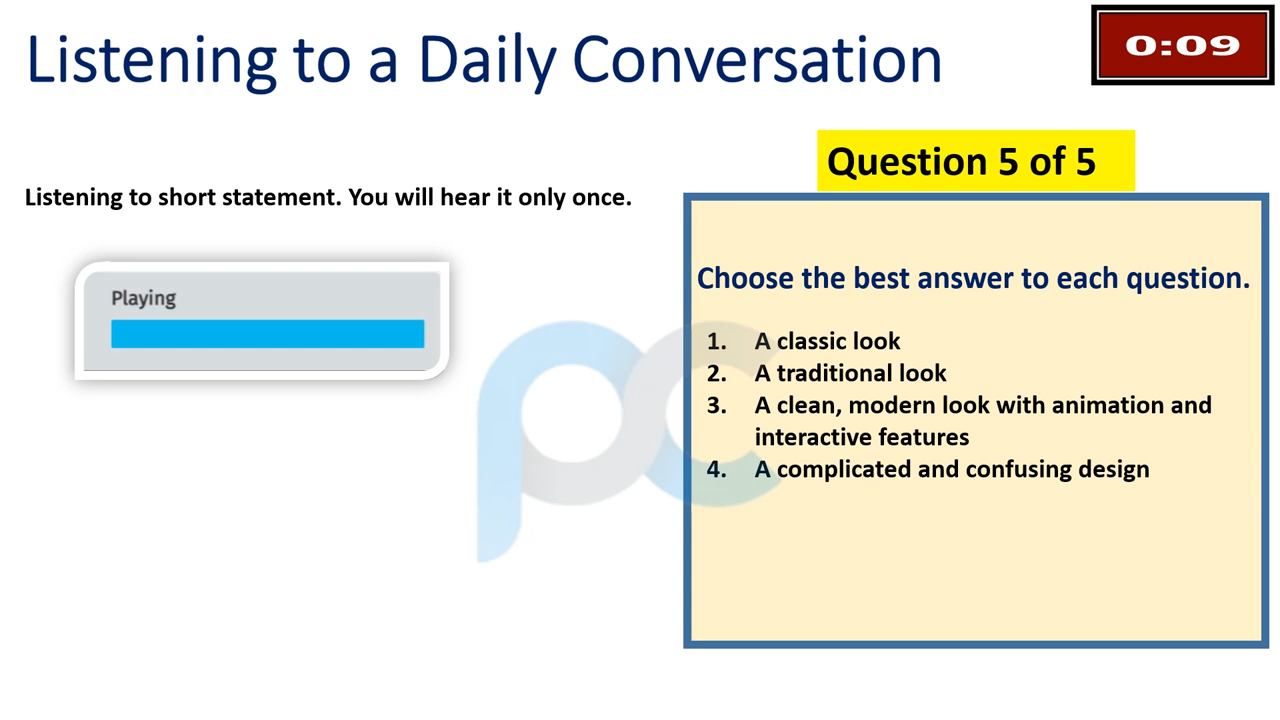 Listening to a Daily Conversation
0:09
Question 5 of 5
Listening to short statement. You will hear it only once.
Playing
Choose the best answer to each question.
1. A classic look
2. A traditional look
3. A clean, modern look with animation and
interactive features
4. A complicated and confusing design
pc